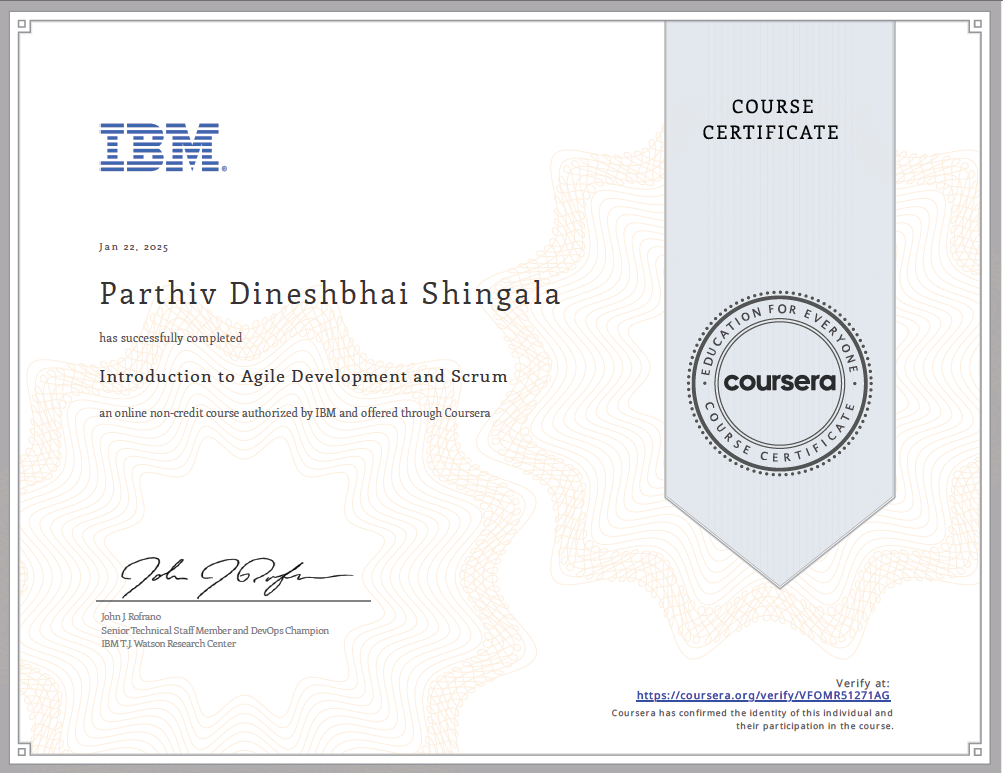 COURSE
CERTIFICATE
IBM®
Jan 22, 2025
Parthiv Dineshbhai Shingala
has successfully completed
Introduction to Agile Development and Scrum
an online non-credit course authorized by IBM and offered through Coursera
EDUCATION FOR EVERYONE
coursera
COURSE CERTIFICATE
John J. Rofrano
John J. Rofrano
Senior Technical Staff Member and DevOps Champion
IBM T.J. Watson Research Center
Verify at:
https://coursera.org/verify/VFOMR51271AG
Coursera has confirmed the identity of this individual and
their participation in the course.